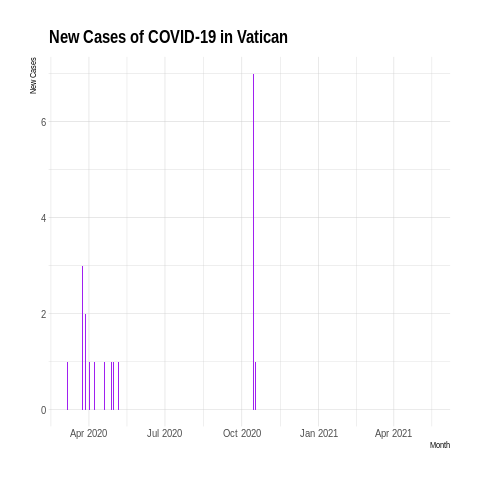 New Cases of COVID-19 in Vatican
New Cases
6
4
2
0
Apr 2020 Jul 2020 Oct 2020 Jan 2021 Apr 2021
Month